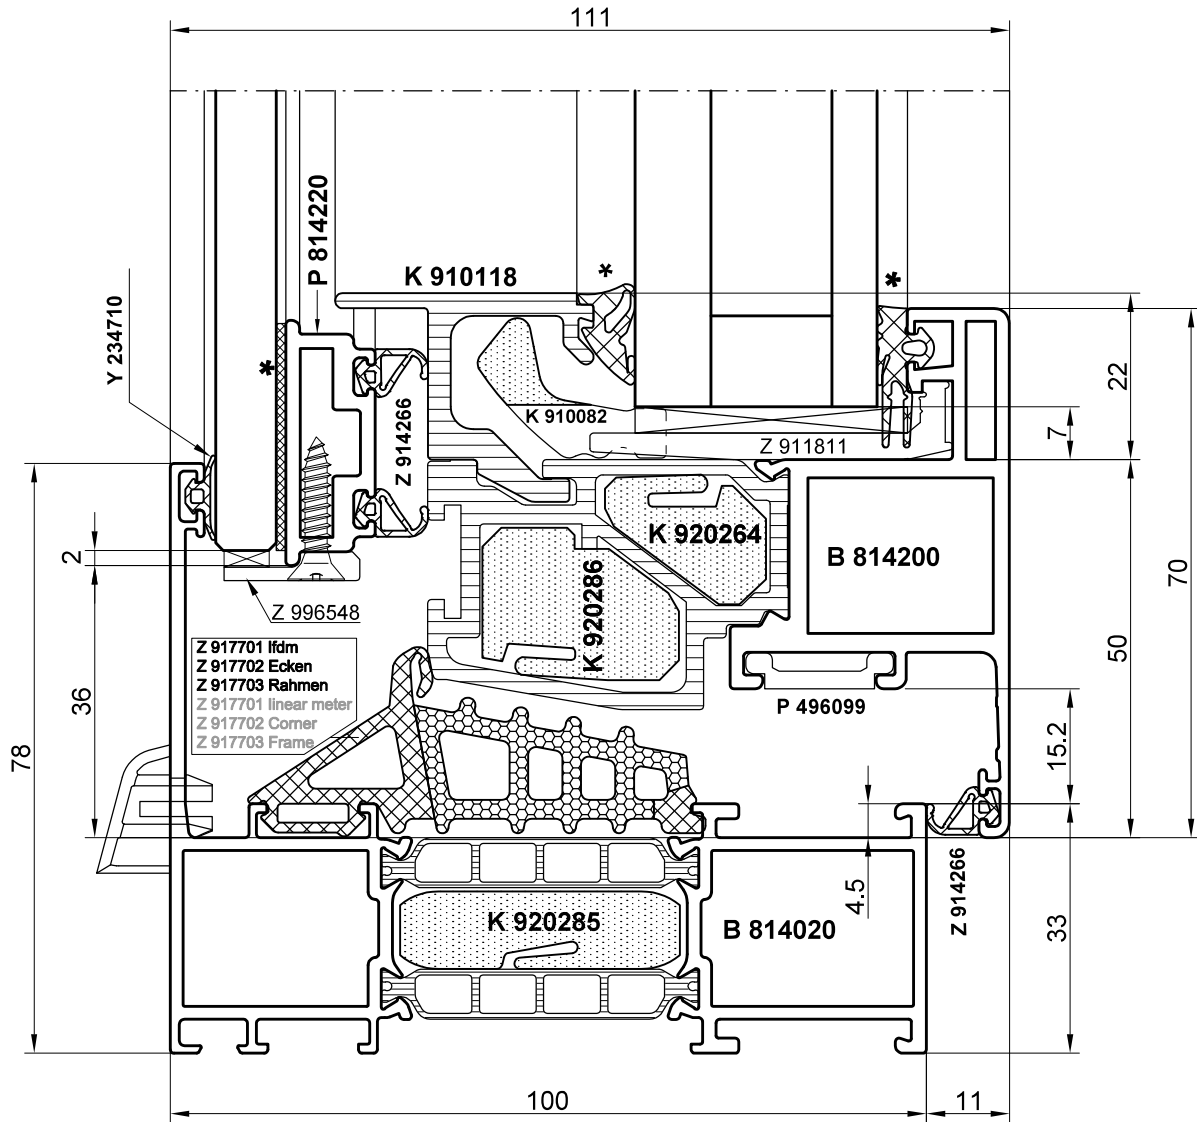 111
P 814220
K 910118
*
*
Y 234710
*
22
K 910082
Z 914266
7
Z 911811
K 920264
B 814200
2
K 920286
70
Z 996548
50
Z 917701 lfdm
Z 917702 Ecken
Z 917703 Rahmen
Z 917701 linear meter
Z 917702 Corner
Z 917703 Frame
36
P 496099
15.2
78
4.5
Z 914266
K 920285
B 814020
33
100
11